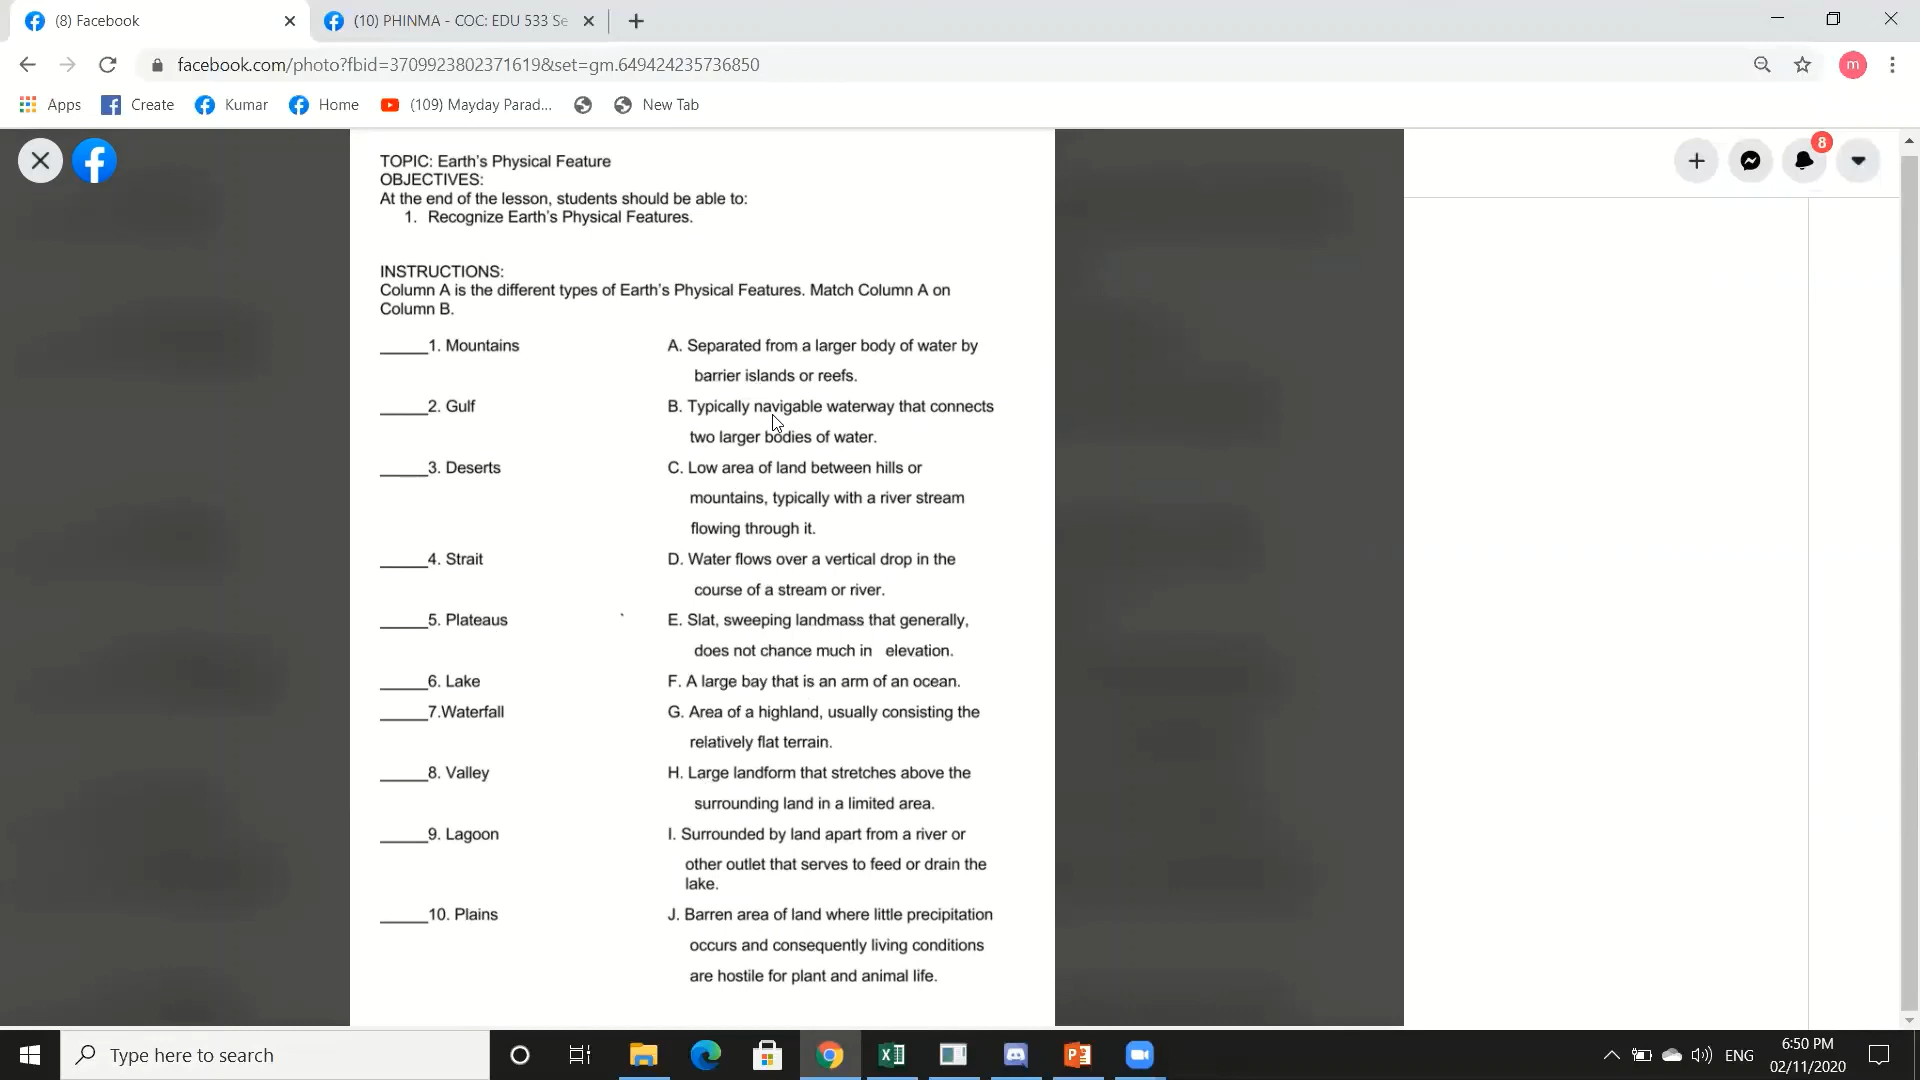 (8) Facebook
(10) PHINMA - COC: EDU 533 Se
facebook.com/photo?fbid=3709923802371619&set=gm.649424235736850
m
Apps
Create
Kumar
Home
(109) Mayday Parad...
New Tab
8
TOPIC: Earth's Physical Feature
OBJECTIVES:
At the end of the lesson, students should be able to:
1. Recognize Earth's Physical Features.
INSTRUCTIONS:
Column A is the different types of Earth's Physical Features. Match Column A on
Column B.
______1. Mountains
A. Separated from a larger body of water by
barrier islands or reefs.
______2. Gulf
B. Typically navigable waterway that connects
two larger bodies of water.
______3. Deserts
C. Low area of land between hills or
mountains, typically with a river stream
flowing through it.
______4. Strait
D. Water flows over a vertical drop in the
course of a stream or river.
______5. Plateaus
E. Slat, sweeping landmass that generally,
does not chance much in elevation.
______6. Lake
F. A large bay that is an arm of an ocean.
______7.Waterfall
G. Area of a highland, usually consisting the
relatively flat terrain.
______8. Valley
H. Large landform that stretches above the
surrounding land in a limited area.
______9. Lagoon
I. Surrounded by land apart from a river or
other outlet that serves to feed or drain the
lake.
______10. Plains
J. Barren area of land where little precipitation
occurs and consequently living conditions
are hostile for plant and animal life.
Type here to search
ENG
6:50 PM
02/11/2020